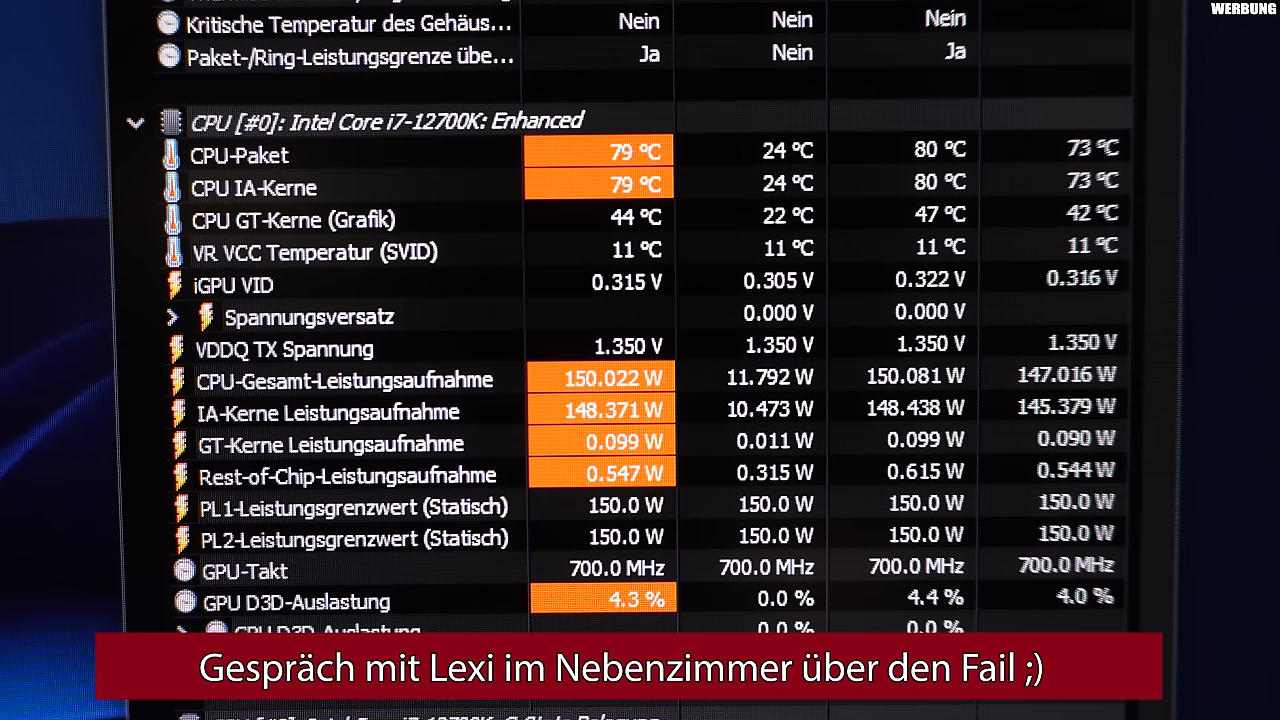 WERBUNG
Kritische Temperatur des Gehäus... Nein Nein Nein
Paket-/Ring-Leistungsgrenze übe... Ja Nein Ja
CPU [#0]: Intel Core i7-12700K: Enhanced
CPU-Paket 79 °C 24 °C 80 °C 73 °C
CPU IA-Kerne 79 °C 24 °C 80 °C 73 °C
CPU GT-Kerne (Grafik) 44 °C 22 °C 47 °C 42 °C
VR VCC Temperatur (SVID) 11 °C 11 °C 11 °C 11 °C
iGPU VID 0.315 V 0.305 V 0.322 V 0.316 V
Spannungsversatz 0.000 V 0.000 V
VDDQ TX Spannung 1.350 V 1.350 V 1.350 V 1.350 V
CPU-Gesamt-Leistungsaufnahme 150.022 W 11.792 W 150.081 W 147.016 W
IA-Kerne Leistungsaufnahme 148.371 W 10.473 W 148.438 W 145.379 W
GT-Kerne Leistungsaufnahme 0.099 W 0.011 W 0.099 W 0.090 W
Rest-of-Chip-Leistungsaufnahme 0.547 W 0.315 W 0.615 W 0.544 W
PL1-Leistungsgrenzwert (Statisch) 150.0 W 150.0 W 150.0 W 150.0 W
PL2-Leistungsgrenzwert (Statisch) 150.0 W 150.0 W 150.0 W 150.0 W
GPU-Takt 700.0 MHz 700.0 MHz 700.0 MHz 700.0 MHz
GPU D3D-Auslastung 4.3 % 0.0 % 4.4 % 4.0 %
GPU D3D-Auslastung 0.0 % 0.0 %
Gespräch mit Lexi im Nebenzimmer über den Fail ;)